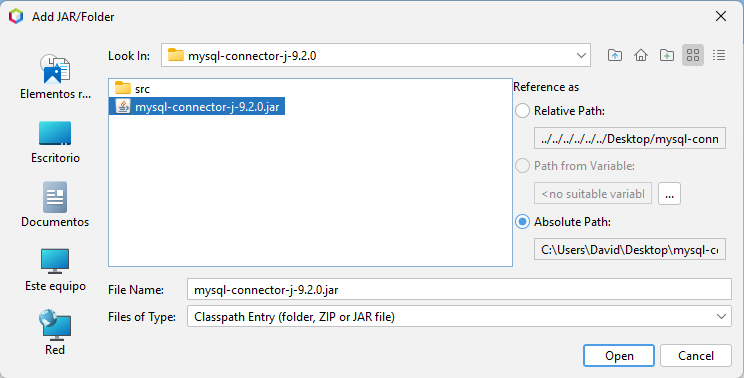 Add JAR/Folder
Look In:
mysql-connector-j-9.2.0
Elementos r...
Escritorio
Documentos
Este equipo
Red
src
mysql-connector-j-9.2.0.jar
Reference as
Relative Path:
../../../../../../Desktop/mysql-conn
Path from Variable:
<no suitable variabl
...
Absolute Path:
C:\Users\David\Desktop\mysql-c
File Name:
mysql-connector-j-9.2.0.jar
Files of Type:
Classpath Entry (folder, ZIP or JAR file)
Open
Cancel